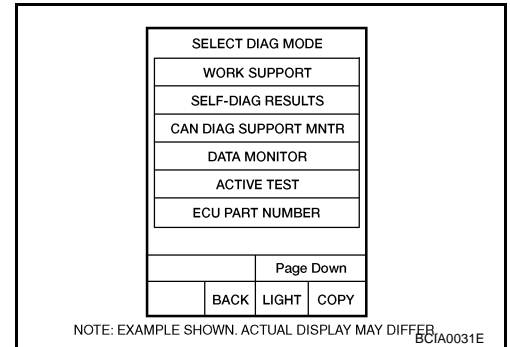 SELECT DIAG MODE
WORK SUPPORT
SELF-DIAG RESULTS
CAN DIAG SUPPORT MNTR
DATA MONITOR
ACTIVE TEST
ECU PART NUMBER
Page Down
BACK LIGHT COPY
NOTE: EXAMPLE SHOWN. ACTUAL DISPLAY MAY DIFFER.
BCIA0031E